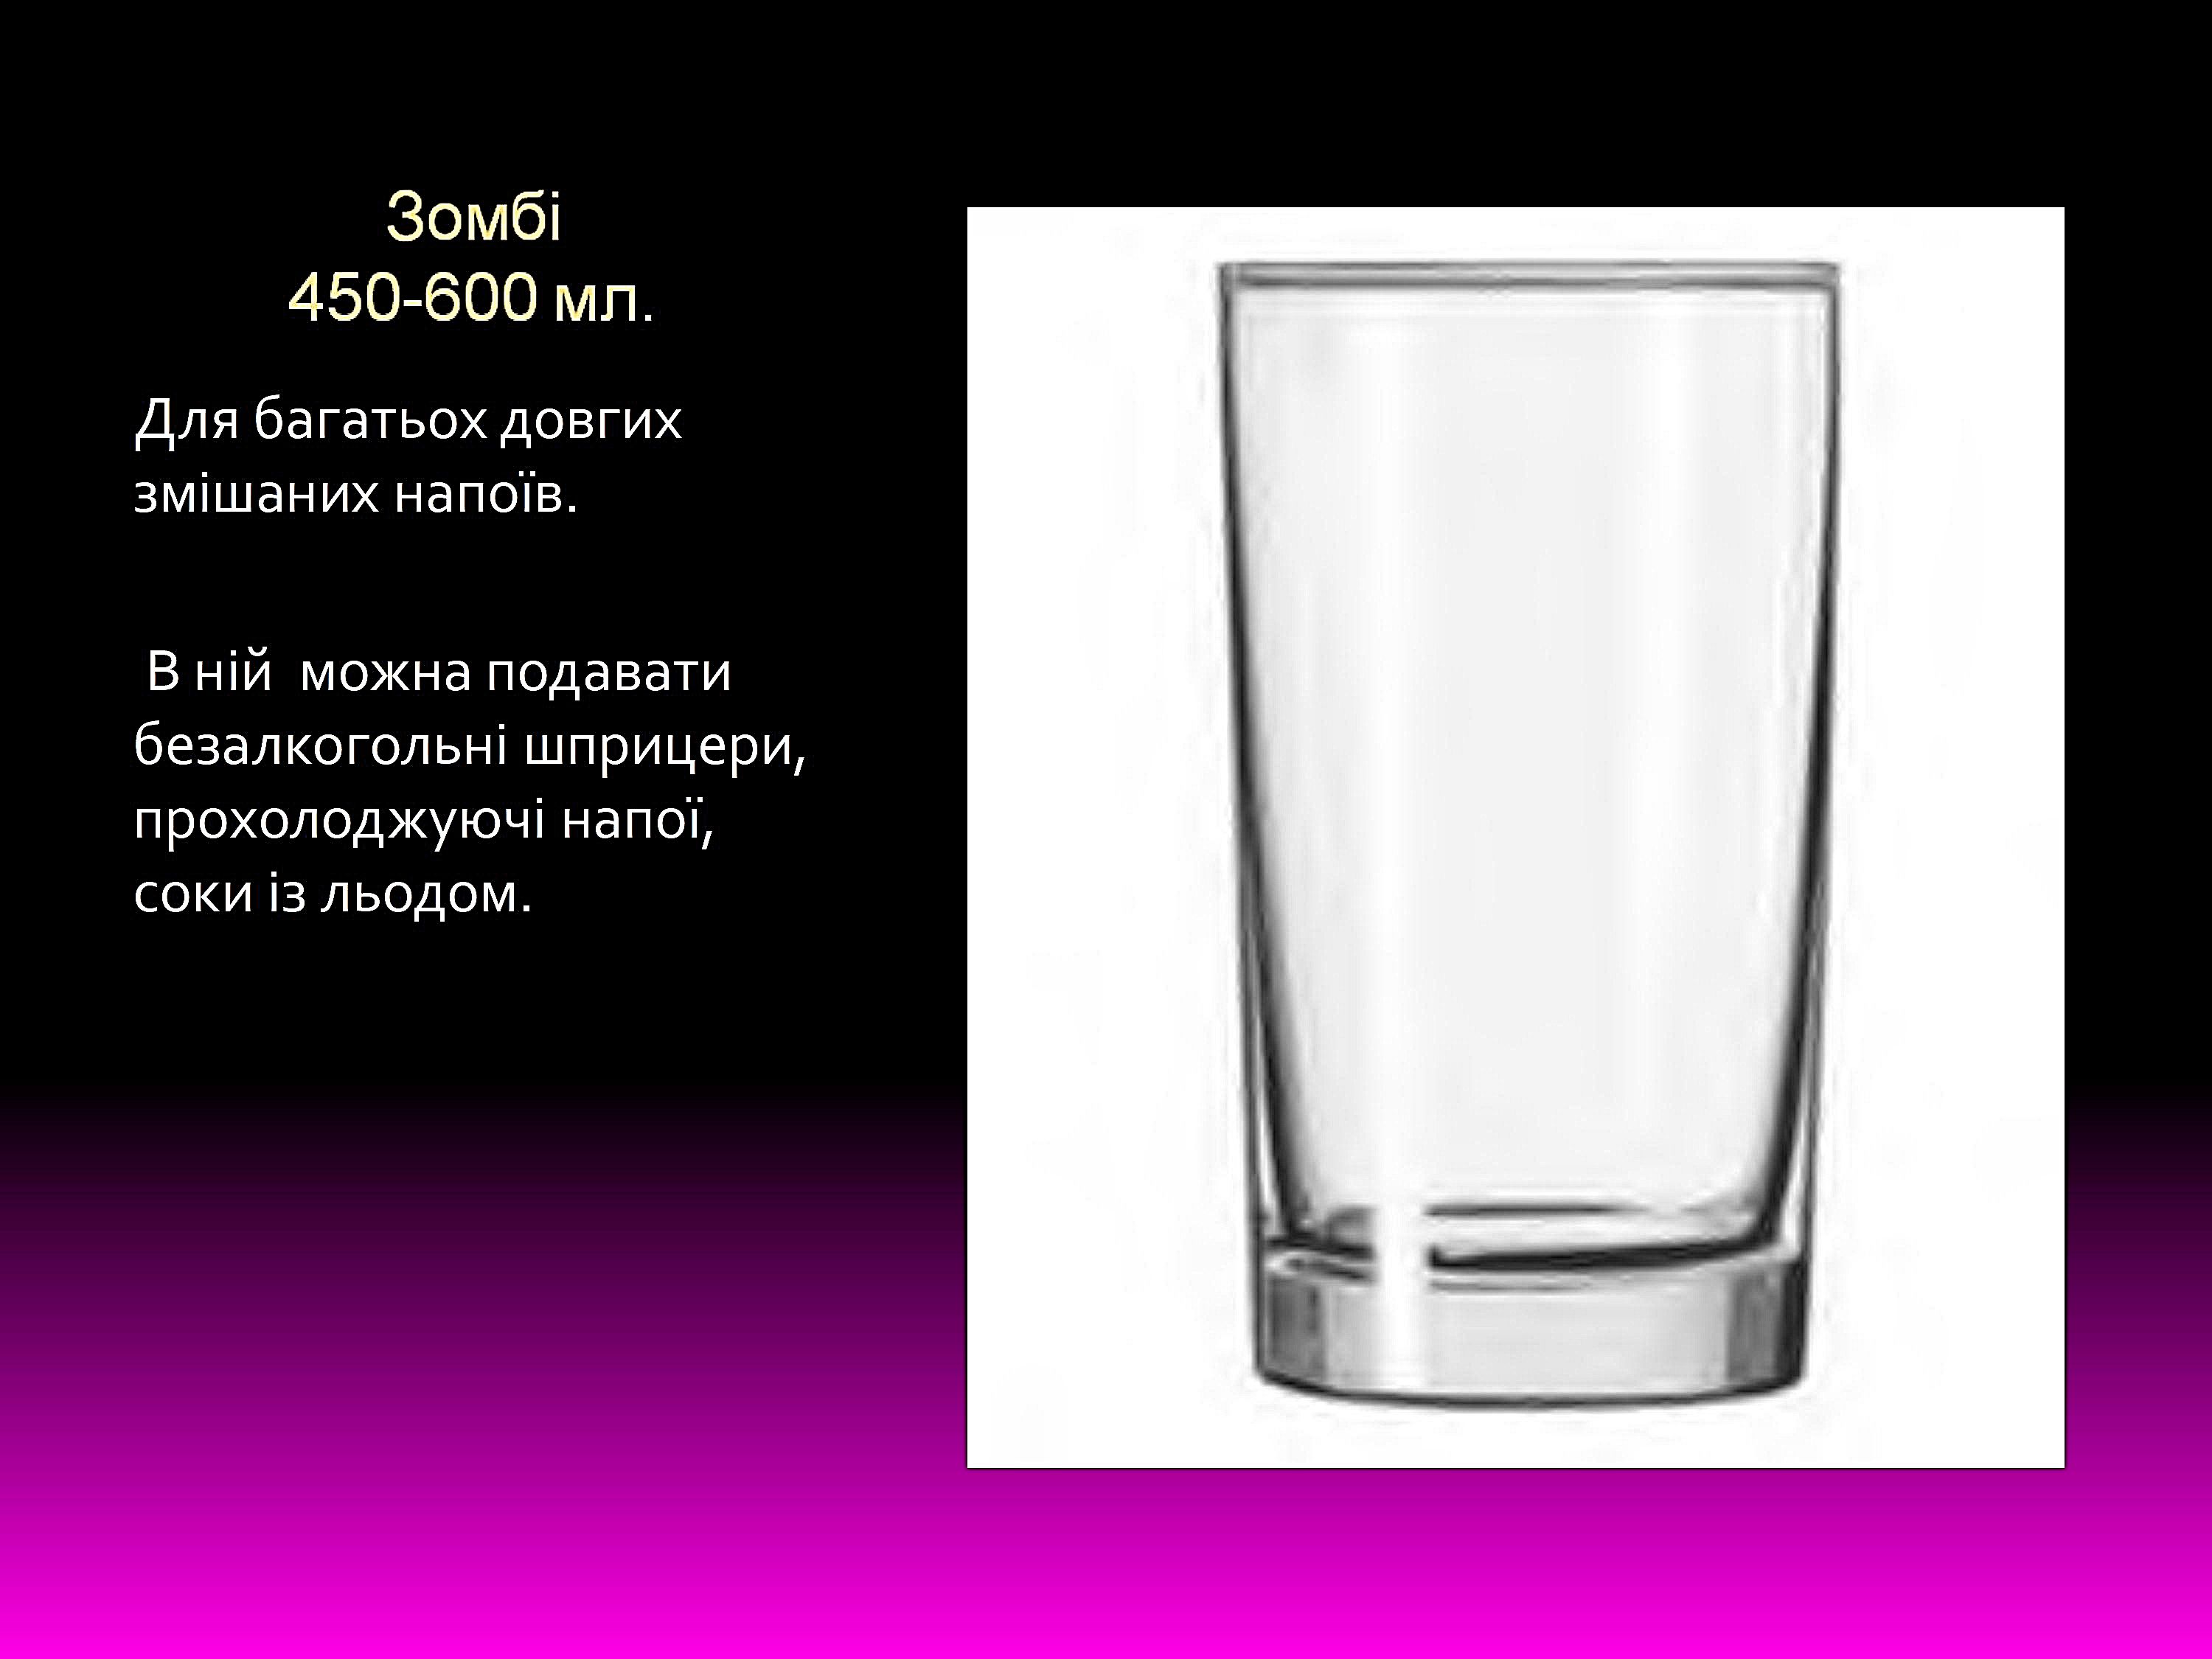 Зомбі
450-600 мл.
Для багатьох довгих
змішаних напоїв.
В ній можна подавати
безалкогольні шприцери,
прохолоджуючі напої,
соки із льодом.